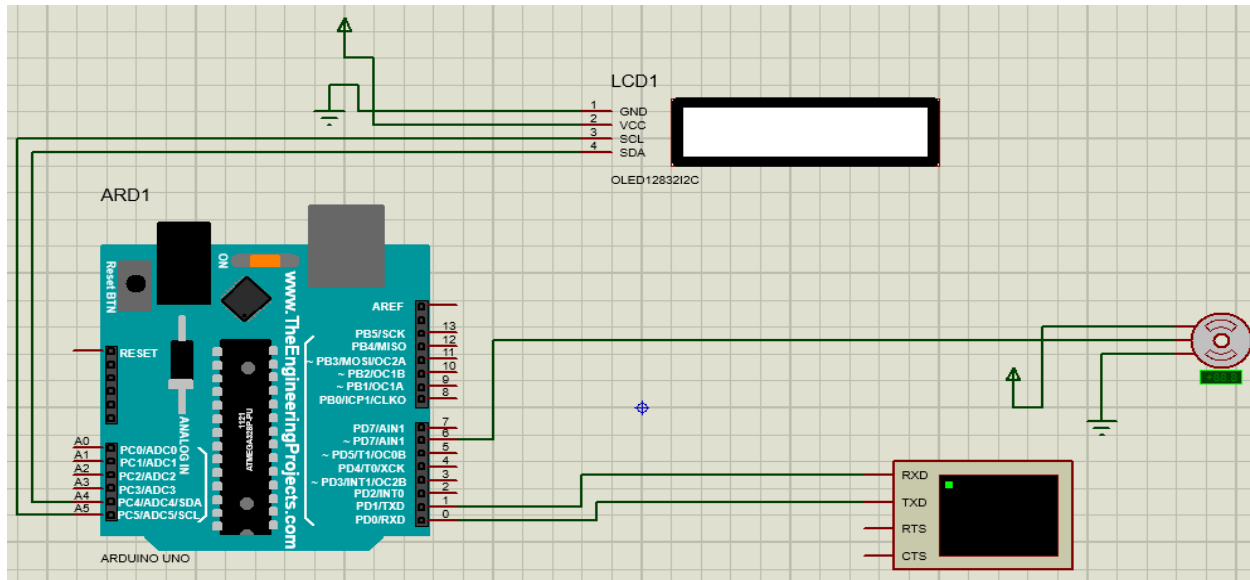 LCD1
1 GND
2 VCC
3 SCL
4 SDA
OLED12832I2C
ARD1
Reset BTN
ON
www.TheEngineeringProjects.com
ANALOG IN
1121
ATMEGA328P-PU
RESET
AREF
PB5/SCK 13
PB4/MISO 12
~ PB3/MOSI/OC2A 11
~ PB2/OC1B 10
~ PB1/OC1A 9
PB0/ICP1/CLKO 8
PD7/AIN1 7
~ PD7/AIN1 6
~ PD5/T1/OC0B 5
PD4/T0/XCK 4
~ PD3/INT1/OC2B 3
PD2/INT0 2
PD1/TXD 1
PD0/RXD 0
A0 PC0/ADC0
A1 PC1/ADC1
A2 PC2/ADC2
A3 PC3/ADC3
A4 PC4/ADC4/SDA
A5 PC5/ADC5/SCL
ARDUINO UNO
RXD
TXD
RTS
CTS